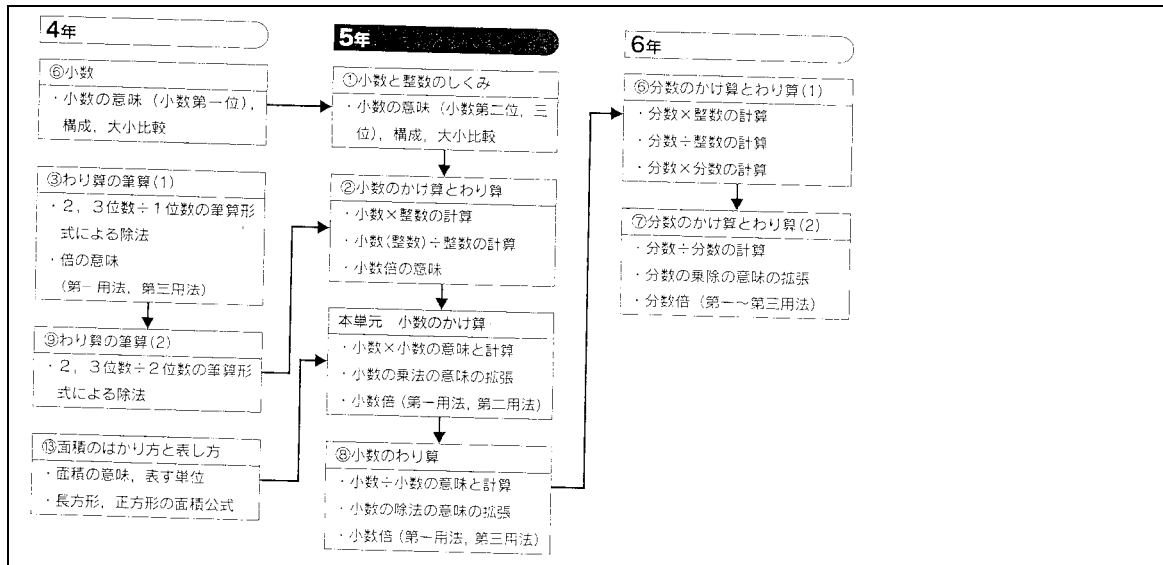 4年
⑥小数
・小数の意味（小数第一位），
構成，大小比較
③わり算の筆算(1)
・2，3位数÷1位数の筆算形
式による除法
・倍の意味
（第一用法，第三用法）
⑨わり算の筆算(2)
・2，3位数÷2位数の筆算形
式による除法
⑬面積のはかり方と表し方
・面積の意味，表す単位
・長方形，正方形の面積公式
5年
①小数と整数のしくみ
・小数の意味（小数第二位，三
位），構成，大小比較
②小数のかけ算とわり算
・小数×整数の計算
・小数(整数)÷整数の計算
・小数倍の意味
本単元　小数のかけ算
・小数×小数の意味と計算
・小数の乗法の意味の拡張
・小数倍（第一用法，第二用法）
⑧小数のわり算
・小数÷小数の意味と計算
・小数の除法の意味の拡張
・小数倍（第一用法，第三用法）
6年
⑥分数のかけ算とわり算(1)
・分数×整数の計算
・分数÷整数の計算
・分数×分数の計算
⑦分数のかけ算とわり算(2)
・分数÷分数の計算
・分数の乗除の意味の拡張
・分数倍（第一～第三用法）